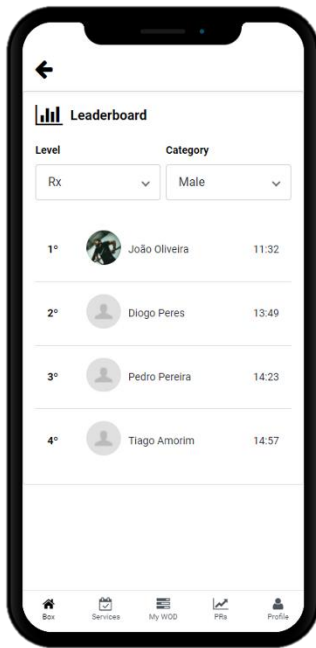 Leaderboard
Level Category
Rx Male
1º João Oliveira 11:32
2º Diogo Peres 13:49
3º Pedro Pereira 14:23
4º Tiago Amorim 14:57
Box Services My WOD PRs Profile